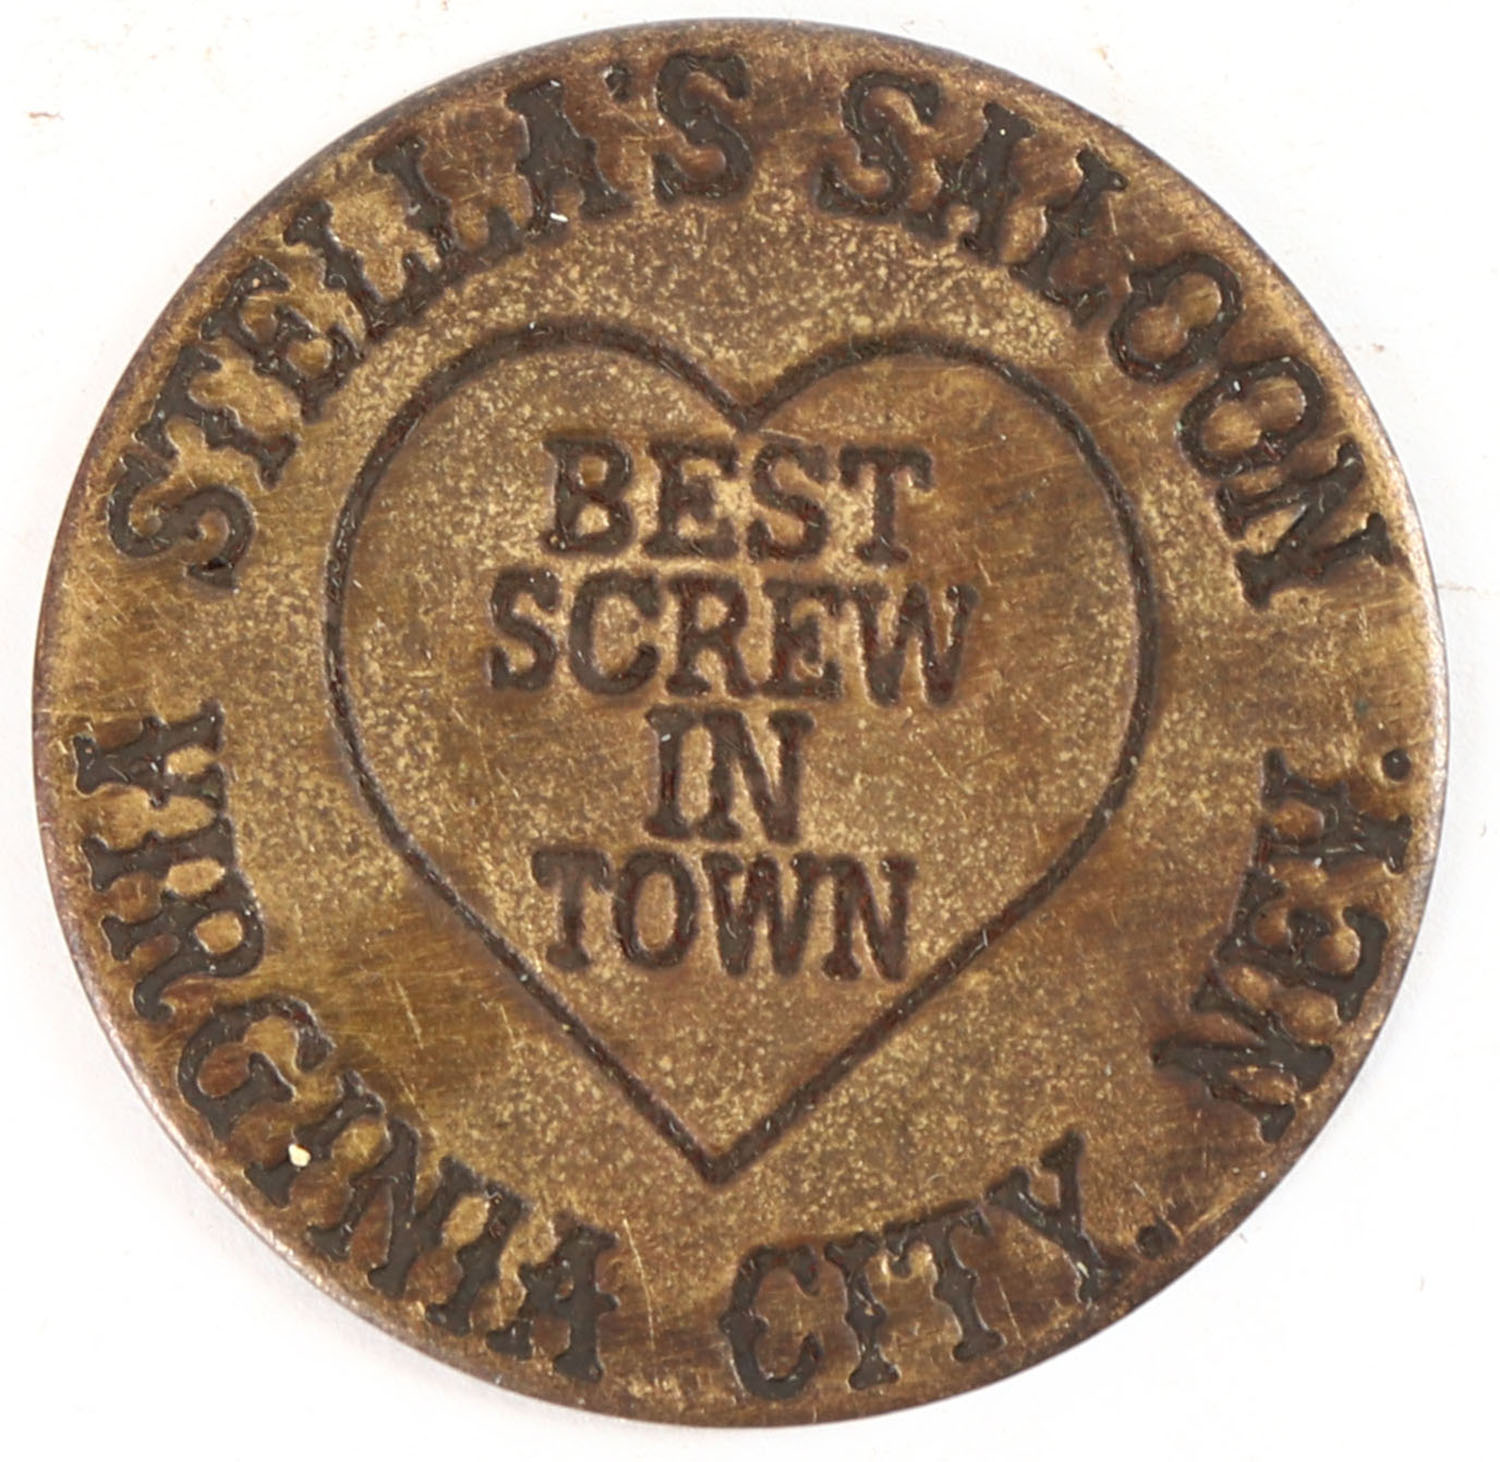 STELLA'S SALOON
BEST
SCREW
IN
TOWN
VIRGINIA CITY. NEV.